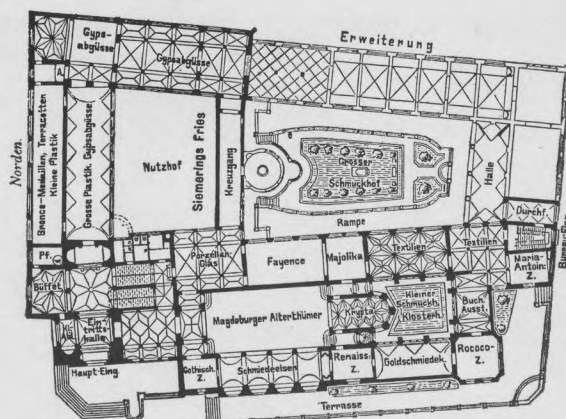 Erweiterung
Gyps-
abgüsse
Gypsabgüsse
A.
Norden.
Bronce-Medaillen, Terracotten
Kleine Plastik
Grosse Plastik. Gypsabgüsse
Nutzhof
Siemerings Fries
Kreuzgang
6
Grosser
Schmuckhof
Halle
Rampe
Durchf.
Pf.
Porzellan
Glas
Fayence
Majolika
Textilien
Textilien
Maria-
Antoin:
Z.
Büffet
Ein-
tritts-
halle
Magdeburger Alterthümer
Krypta
Kleiner
Schmuckh.
Klosterh.
Buch
Ausst.
Haupt-Eing.
Gothisch.
Z.
Schmiedeeisen
Renaiss.
Z.
Goldschmiedek.
Rococo-
Z.
Terrasse